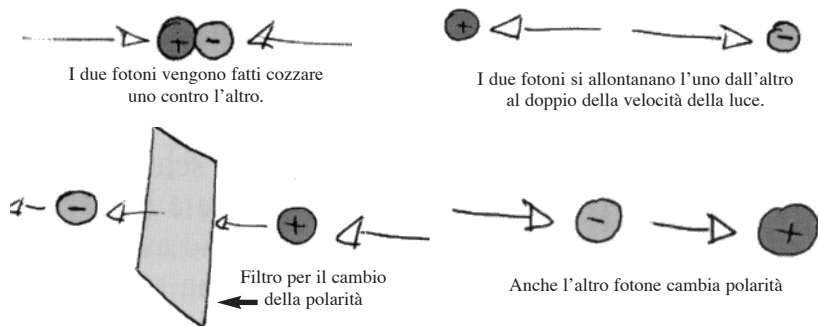 I due fotoni vengono fatti cozzare
uno contro l'altro.
I due fotoni si allontanano l'uno dall'altro
al doppio della velocità della luce.
Filtro per il cambio
della polarità
Anche l'altro fotone cambia polarità